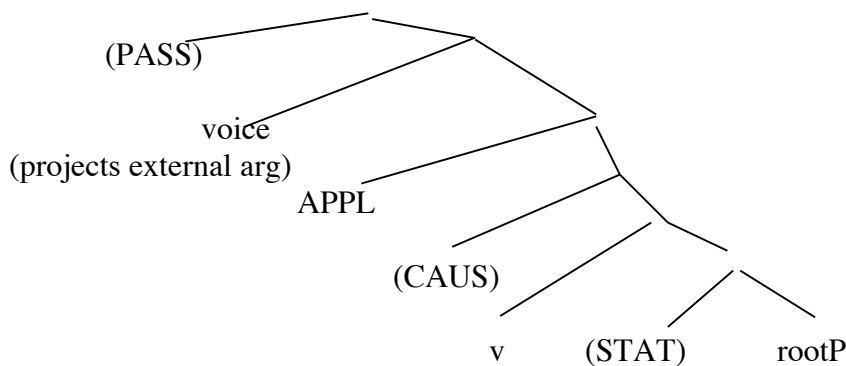 (PASS)
voice
(projects external arg)
APPL
(CAUS)
v (STAT) rootP